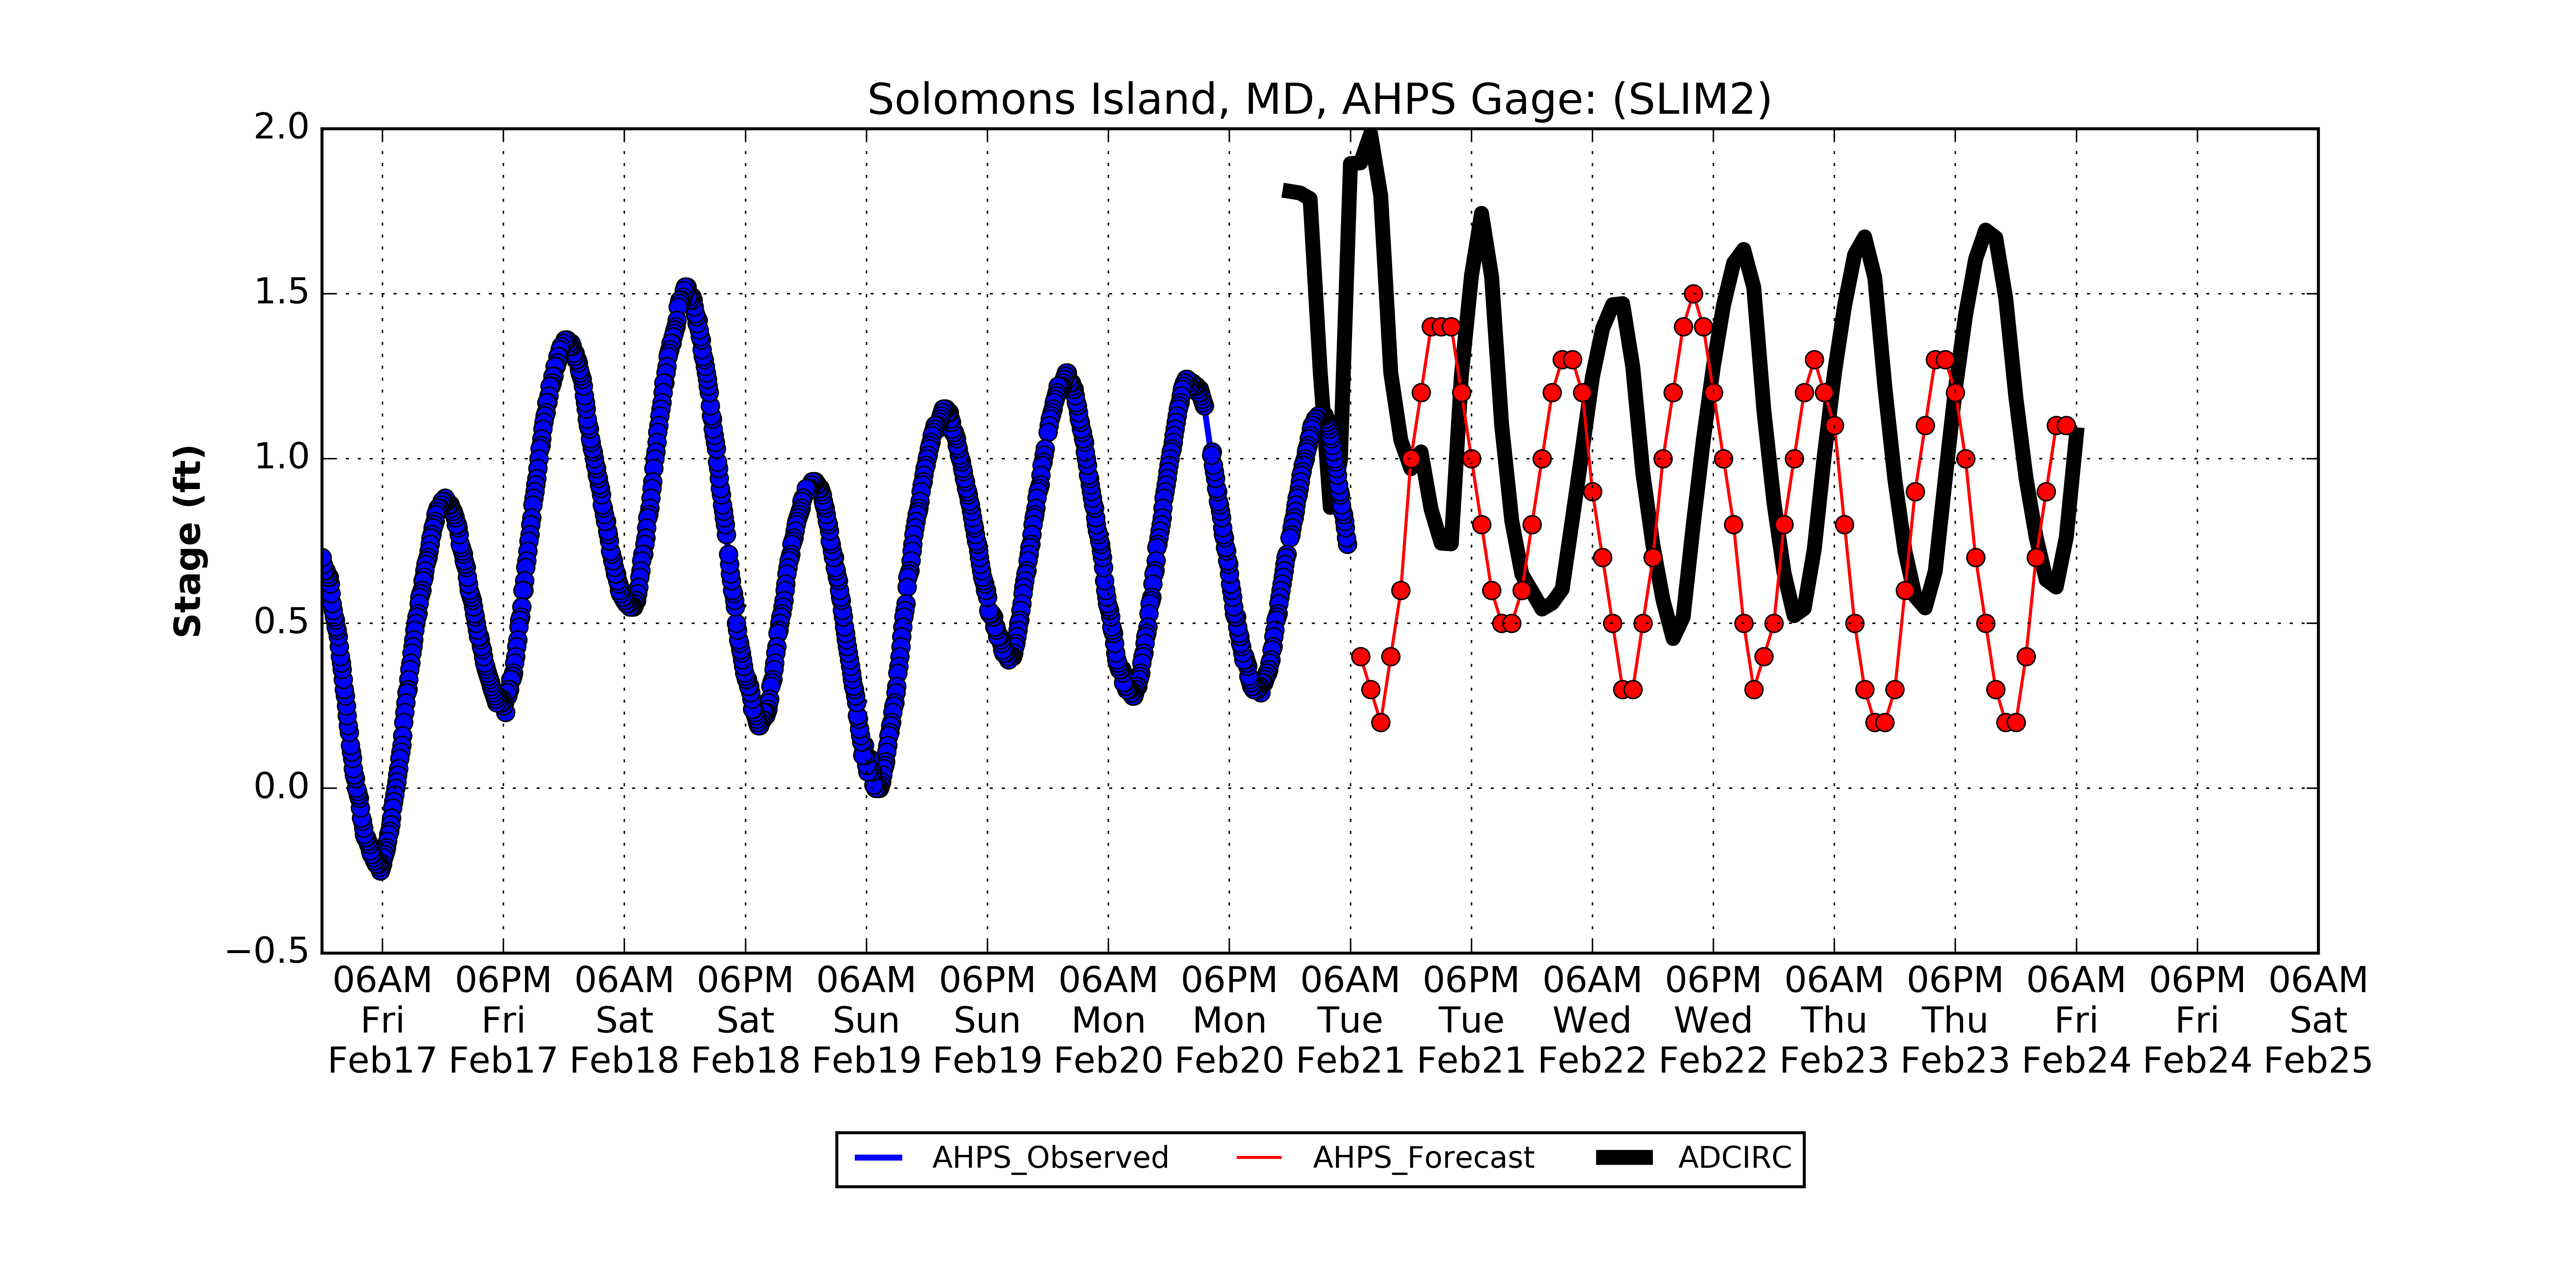 Solomons Island, MD, AHPS Gage: (SLIM2)
Stage (ft)
2.0
1.5
1.0
0.5
0.0
−0.5
06AM 06PM 06AM 06PM 06AM 06PM 06AM 06PM 06AM 06PM 06AM 06PM 06AM 06PM 06AM 06PM 06AM
Fri Fri Sat Sat Sun Sun Mon Mon Tue Tue Wed Wed Thu Thu Fri Fri Sat
Feb17 Feb17 Feb18 Feb18 Feb19 Feb19 Feb20 Feb20 Feb21 Feb21 Feb22 Feb22 Feb23 Feb23 Feb24 Feb24 Feb25
AHPS_Observed AHPS_Forecast ADCIRC